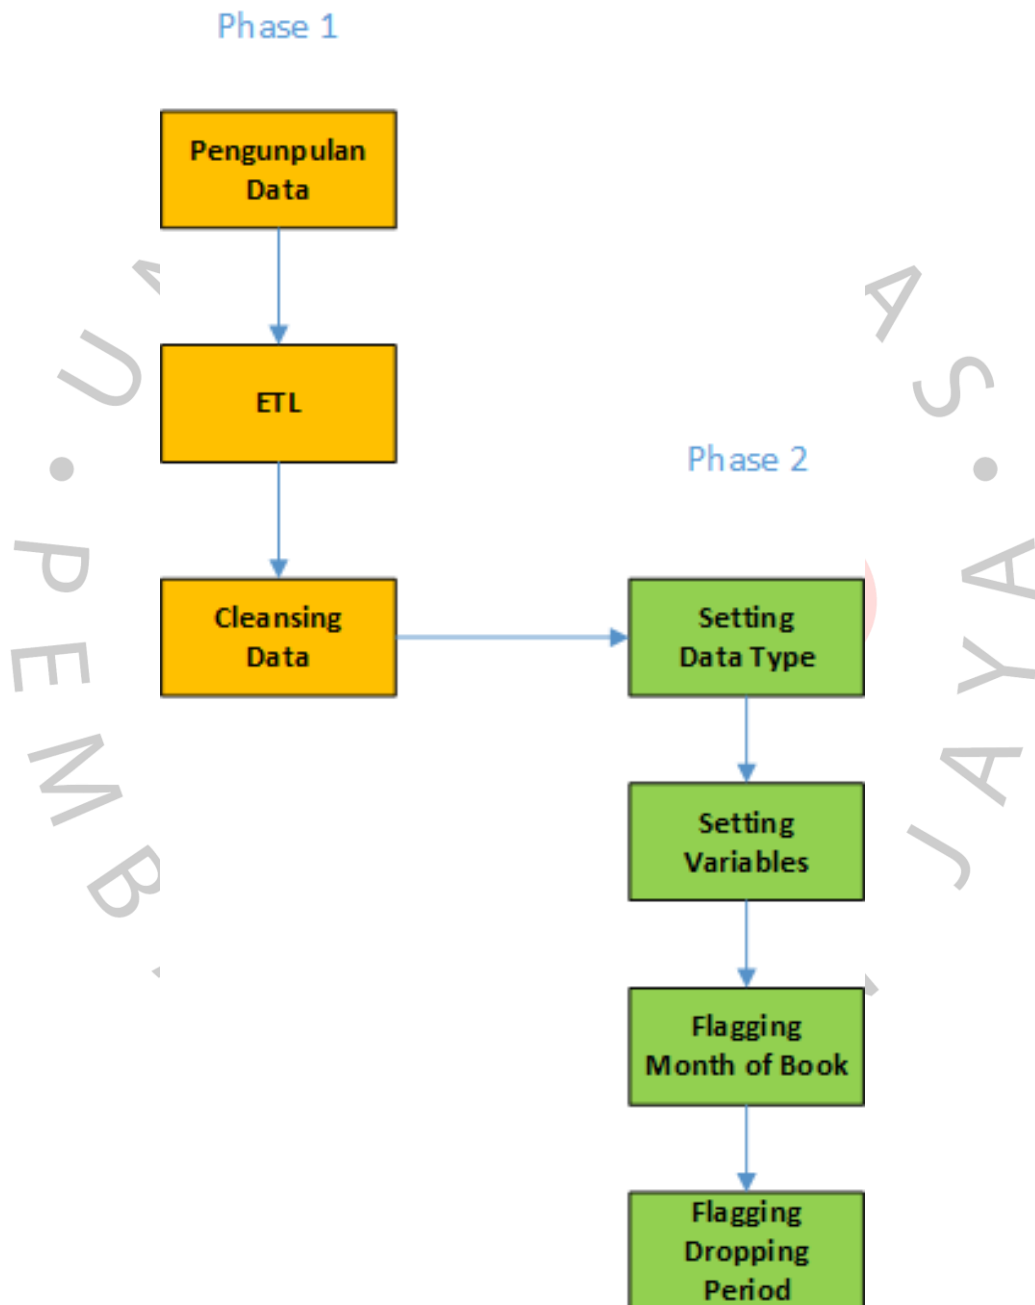 Phase 1
Pengunpulan
Data
ETL
Cleansing
Data
Phase 2
Setting
Data Type
Setting
Variables
Flagging
Month of Book
Flagging
Dropping
Period
U
• P E M B
A S • J A Y A